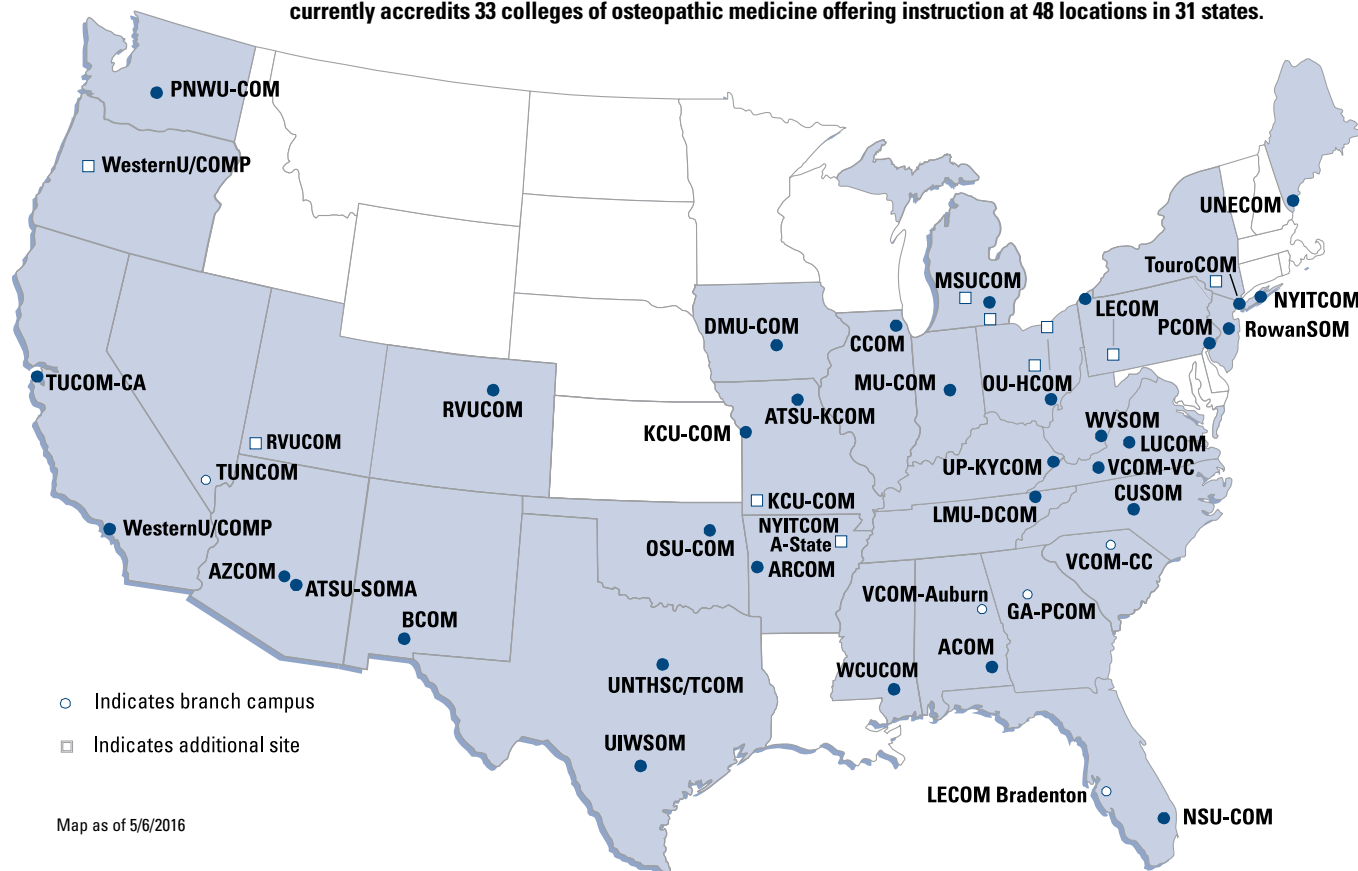 currently accredits 33 colleges of osteopathic medicine offering instruction at 48 locations in 31 states.
PNWU-COM
WesternU/COMP
UNECOM
TouroCOM
MSUCOM
NYITCOM
LECOM
DMU-COM
CCOM
PCOM
RowanSOM
TUCOM-CA
MU-COM
OU-HCOM
RVUCOM
ATSU-KCOM
KCU-COM
WVSOM
RVUCOM
LUCOM
TUNCOM
UP-KYCOM
VCOM-VC
KCU-COM
CUSOM
WesternU/COMP
LMU-DCOM
NYITCOM
A-State
OSU-COM
VCOM-CC
AZCOM
ATSU-SOMA
ARCOM
VCOM-Auburn
GA-PCOM
BCOM
ACOM
WCUCOM
UNTHSC/TCOM
Indicates branch campus
Indicates additional site
UIWSOM
LECOM Bradenton
NSU-COM
Map as of 5/6/2016